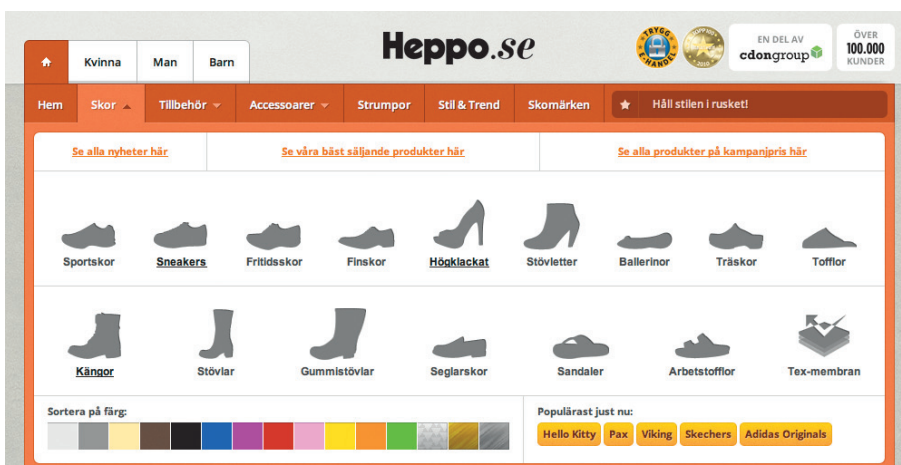 Heppo.se
TRYGG
E-HANDEL
2010
EN DEL AV
cdongroup
ÖVER
100.000
KUNDER
Kvinna Man Barn
Hem Skor Tillbehör Accessoarer Strumpor Stil & Trend Skomärken Håll stilen i rusket!
Se alla nyheter här Se våra bäst säljande produkter här Se alla produkter på kampanjpris här
Sportskor Sneakers Fritidsskor Finskor Högklackat Stövletter Ballerinor Träskor Tofflor
Kängor Stövlar Gummistövlar Seglarskor Sandaler Arbetstofflor Tex-membran
Sortera på färg: Populärast just nu:
Hello Kitty Pax Viking Skechers Adidas Originals